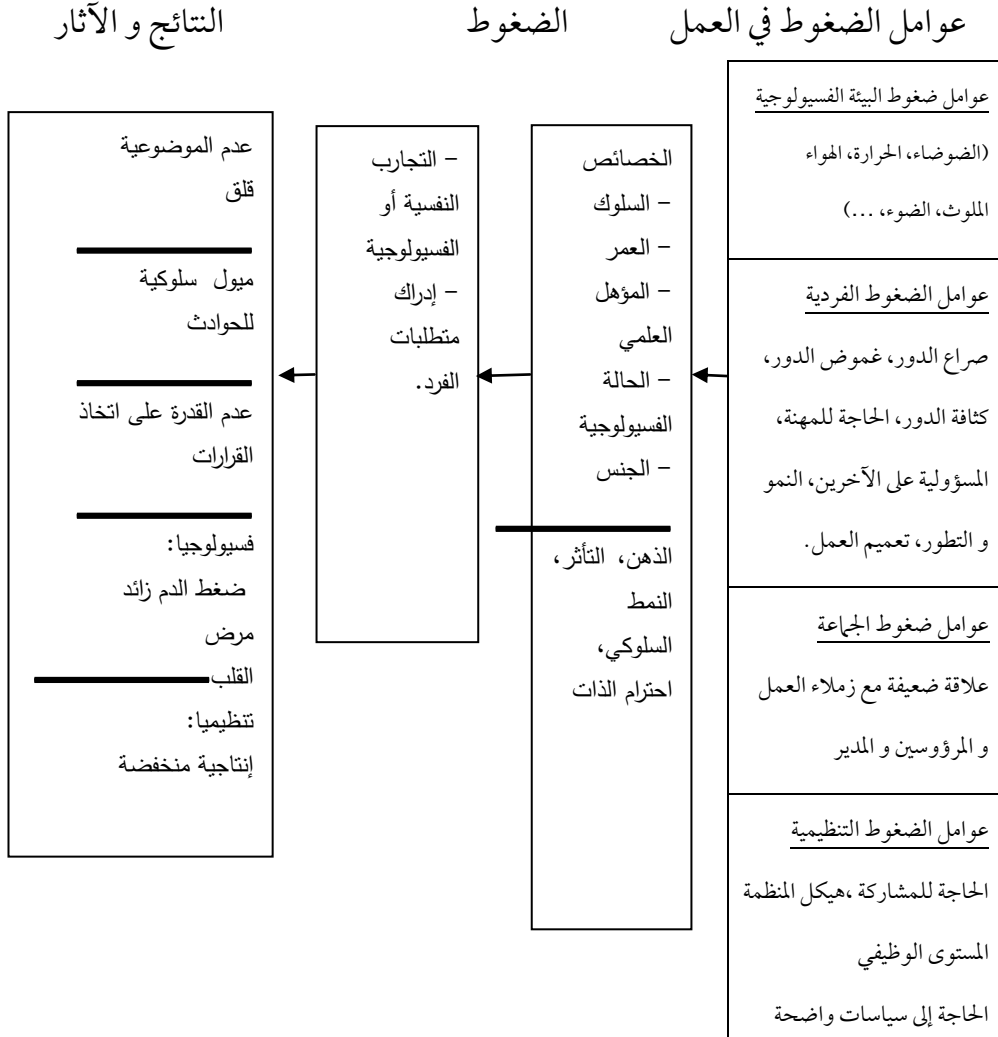 عوامل الضغوط في العمل
الضغوط
النتائج و الآثار
عوامل ضغوط البيئة الفسيولوجية
(الضوضاء، الحرارة، الهواء
الملوث، الضوء، ...)
عوامل الضغوط الفردية
صراع الدور، غموض الدور،
كثافة الدور، الحاجة للمهنة،
المسؤولية على الآخرين، النمو
و التطور، تعميم العمل.
عوامل ضغوط الجماعة
علاقة ضعيفة مع زملاء العمل
و المرؤوسين و المدير
عوامل الضغوط التنظيمية
الحاجة للمشاركة ،هيكل المنظمة
المستوى الوظيفي
الحاجة إلى سياسات واضحة
الخصائص
– السلوك
– العمر
– المؤهل
العلمي
– الحالة
الفسيولوجية
– الجنس
الذهن، التأثر،
النمط
السلوكي،
احترام الذات
– التجارب
النفسية أو
الفسيولوجية
– إدراك
متطلبات
الفرد.
عدم الموضوعية
قلق
ميول سلوكية
للحوادث
عدم القدرة على اتخاذ
القرارات
فسيولوجيا:
ضغط الدم زائد
مرض
القلب
تنظيميا:
إنتاجية منخفضة